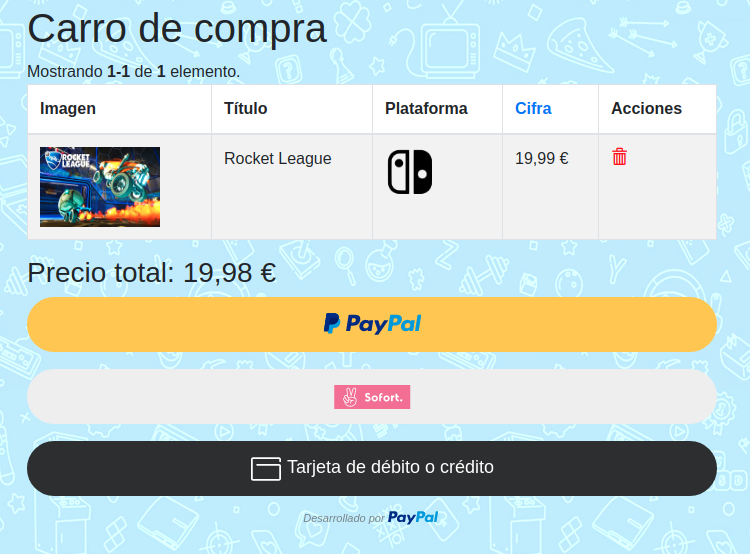 Carro de compra
Mostrando 1-1 de 1 elemento.
Imagen Título Plataforma Cifra Acciones
ROCKET LEAGUE
Rocket League 19,99 €
Precio total: 19,98 €
PayPal
Sofort.
Tarjeta de débito o crédito
Desarrollado por PayPal